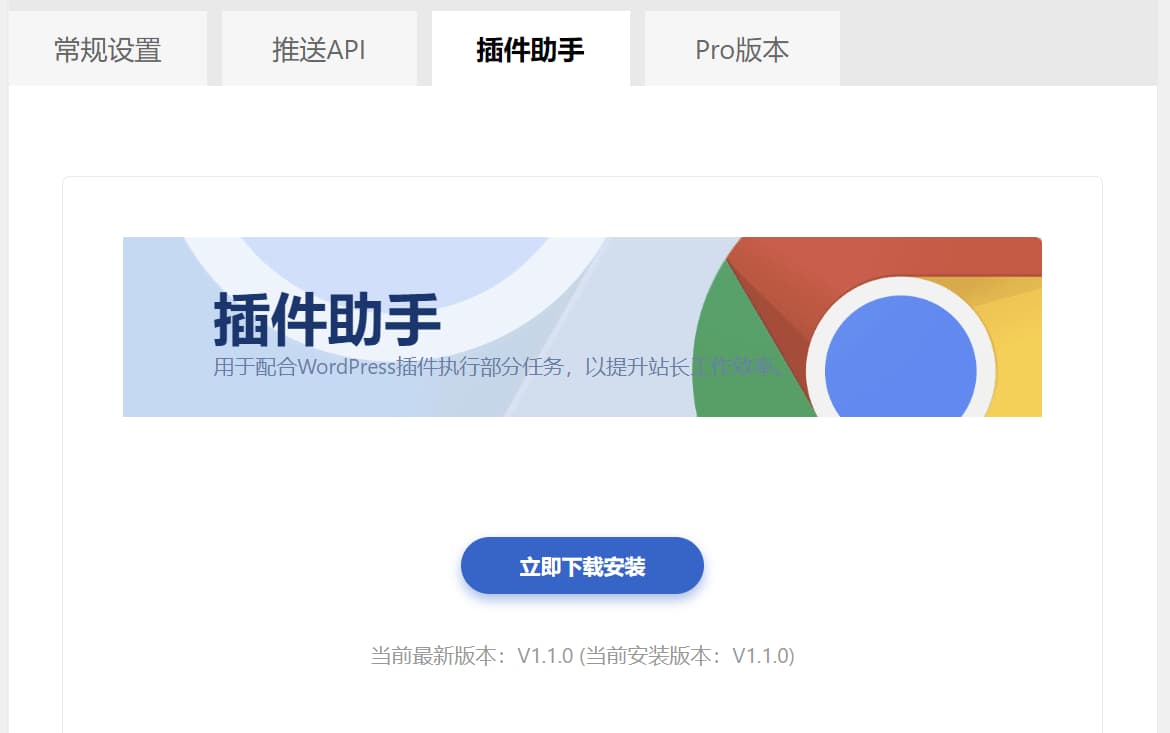 常规设置
推送API
插件助手
Pro版本
插件助手
用于配合WordPress插件执行部分任务，以提升站长工作效率。
立即下载安装
当前最新版本：V1.1.0 (当前安装版本：V1.1.0)